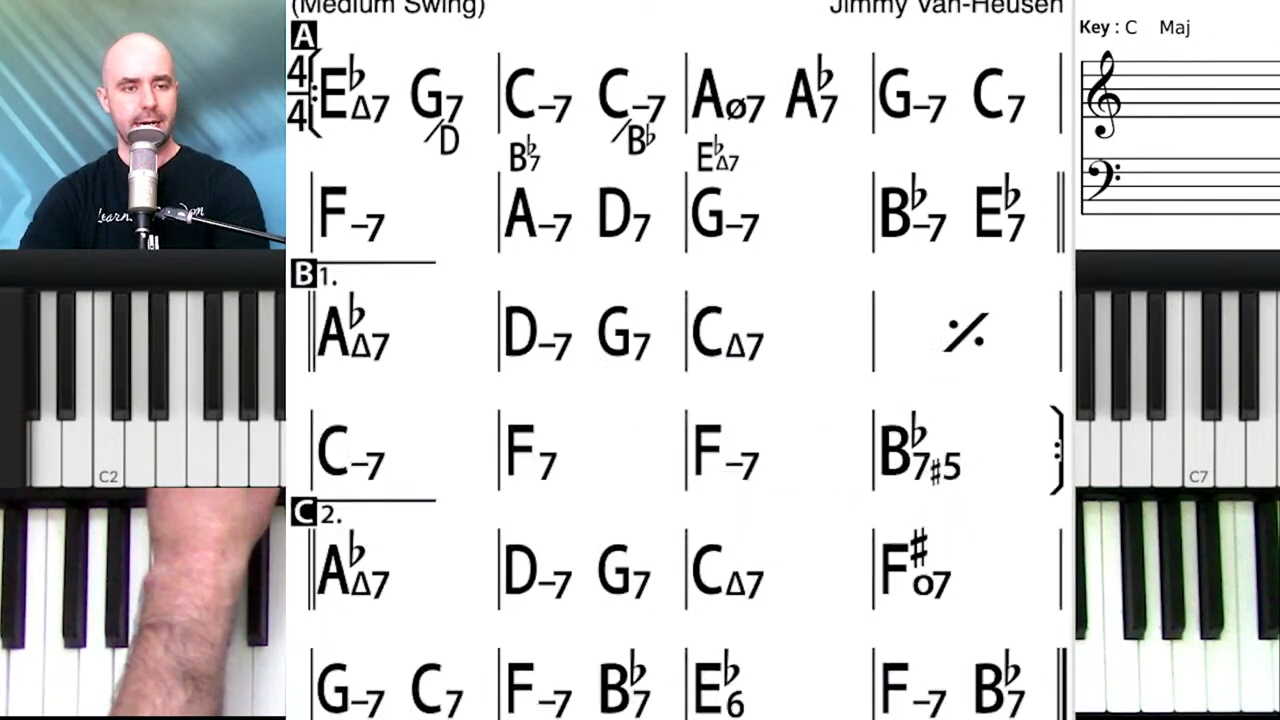 (Medium Swing)
Jimmy Van-Heusen
Key : C Maj
A
4/4 E♭Δ7 G7/D C-7 C-7/B♭ Aø7 A♭7 G-7 C7
B♭7 E♭Δ7
F-7 A-7 D7 G-7 B♭-7 E♭7
B 1.
A♭Δ7 D-7 G7 CΔ7 𝄎
C-7 F7 F-7 B♭7♯5
C 2.
A♭Δ7 D-7 G7 CΔ7 F♯o7
G-7 C7 F-7 B♭7 E♭6 F-7 B♭7
C2
C7